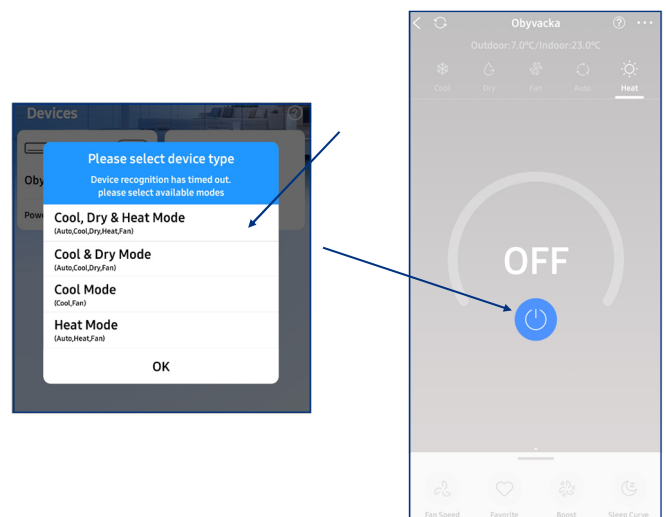 Devices
Oby
Powe
Please select device type
Device recognition has timed out.
please select available modes
Cool, Dry & Heat Mode
(Auto,Cool,Dry,Heat,Fan)
Cool & Dry Mode
(Auto,Cool,Dry,Fan)
Cool Mode
(Cool,Fan)
Heat Mode
(Auto,Heat,Fan)
OK
Obyvacka
Outdoor:7.0℃/Indoor:23.0℃
Cool Dry Fan Auto Heat
OFF
Fan Speed Favorite Boost Sleep Curve